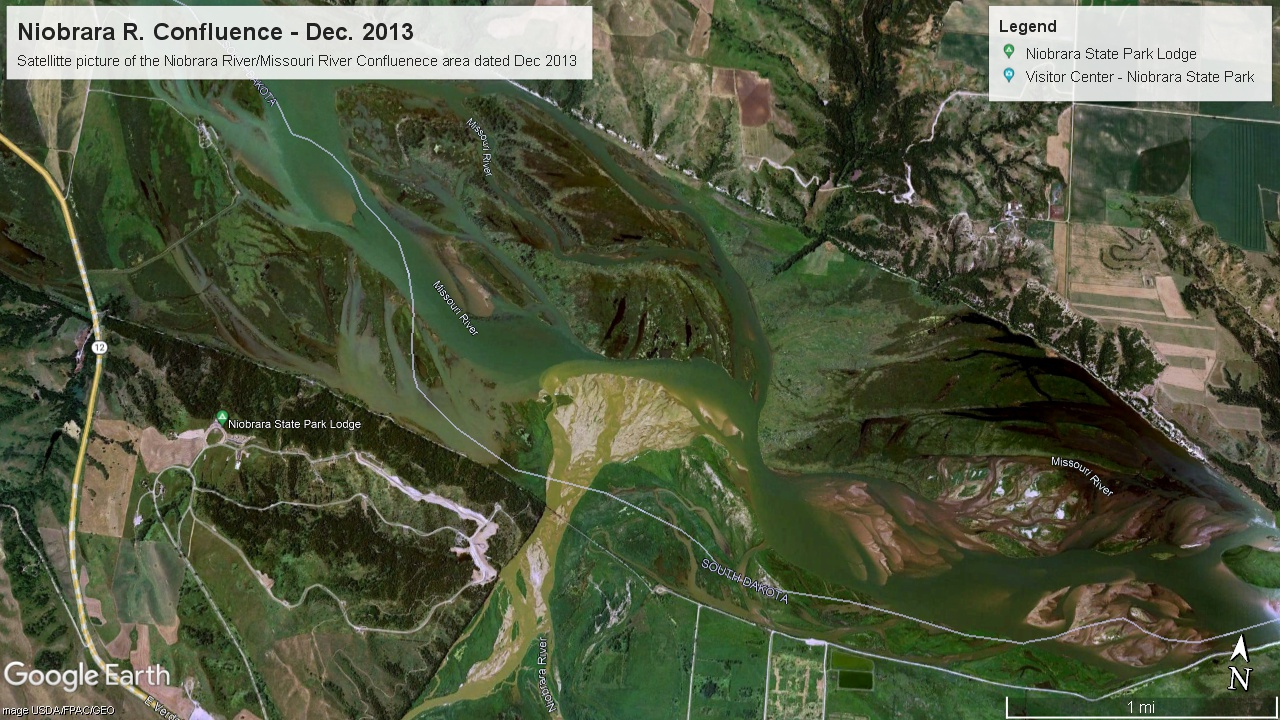 Niobrara R. Confluence - Dec. 2013
Satellitte picture of the Niobrara River/Missouri River Confluenece area dated Dec 2013
Legend
Niobrara State Park Lodge
Visitor Center - Niobrara State Park
Missouri River
Missouri River
12
Niobrara State Park Lodge
Missouri River
SOUTH DAKOTA
Niobrara River
Google Earth
mage USDA/FPAC/GEO
N
1 mi